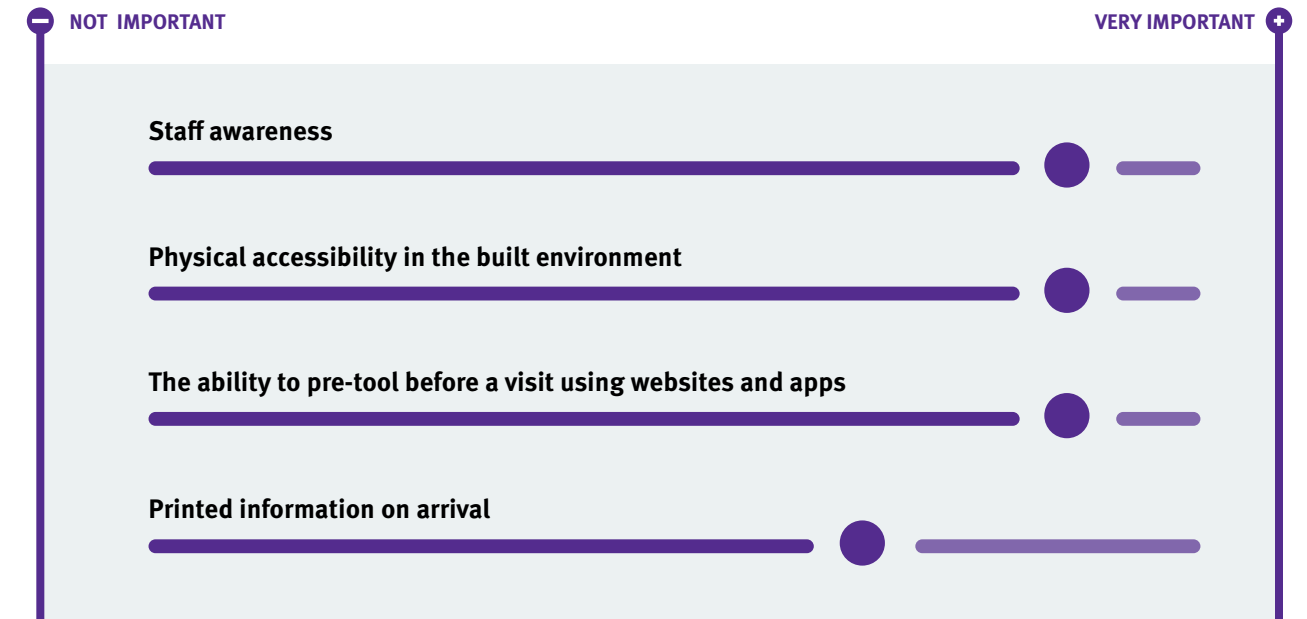 NOT IMPORTANT
VERY IMPORTANT
Staff awareness
Physical accessibility in the built environment
The ability to pre-tool before a visit using websites and apps
Printed information on arrival